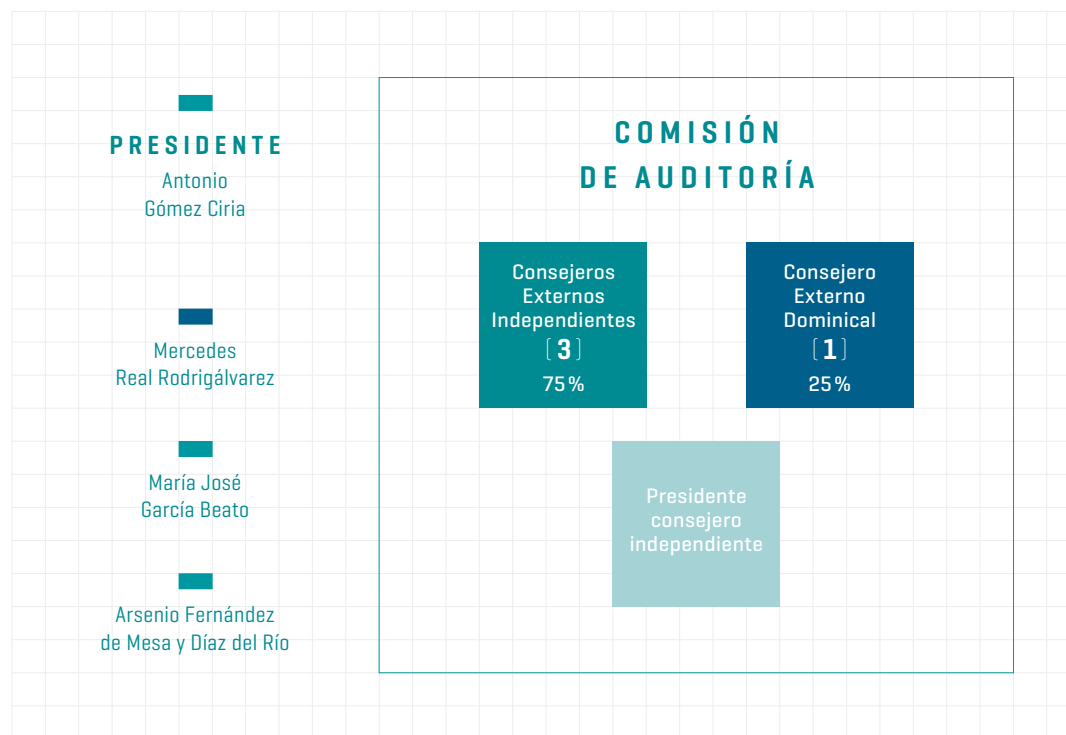 PRESIDENTE
Antonio
Gómez Ciria
Mercedes
Real Rodrigálvarez
María José
García Beato
Arsenio Fernández
de Mesa y Díaz del Río
COMISIÓN
DE AUDITORÍA
Consejeros
Externos
Independientes
[3]
75%
Consejero
Externo
Dominical
[1]
25%
Presidente
consejero
independiente